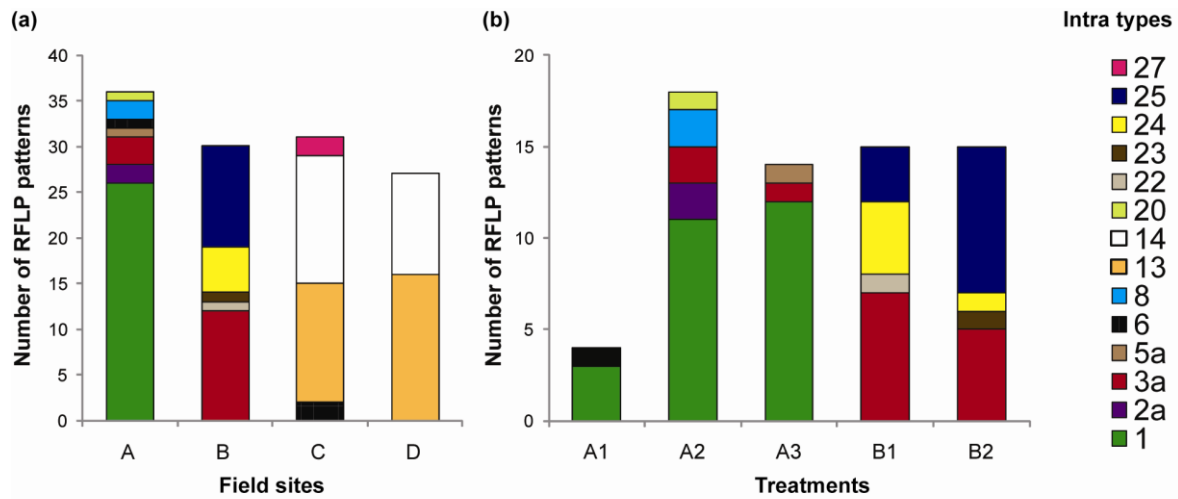 (a)
Number of RFLP patterns
40
35
30
25
20
15
10
5
0
A B C D
Field sites
(b)
Number of RFLP patterns
20
15
10
5
0
A1 A2 A3 B1 B2
Treatments
Intra types
27
25
24
23
22
20
14
13
8
6
5a
3a
2a
1